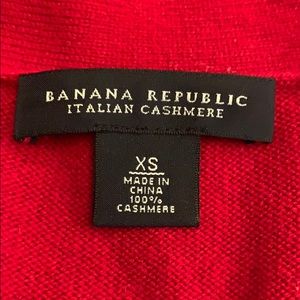 BANANA REPUBLIC
ITALIAN CASHMERE
XS
MADE IN
CHINA
100%
CASHMERE